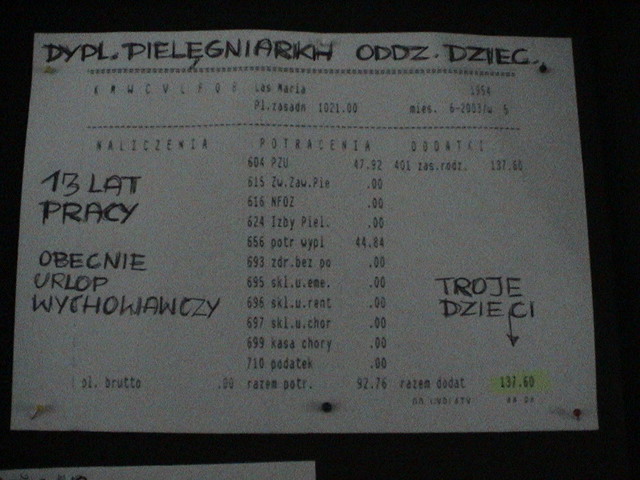 DYPL. PIELĘGNIARKA ODDZ. DZIEC.
Los Maria 1954
Pl.zasadn 1021.00 mies. 6-2003/w 5
NALICZENIA POTRĄCENIA DODATKI
604 PZU 47.92 401 zas.rodz. 137.60
13 LAT
PRACY
615 Zw.Zaw.Pie .00
616 NFOZ .00
624 Izby Piel. .00
656 potr wypl 44.84
OBECNIE
URLOP
WYCHOWAWCZY
693 zdr.bez po .00
695 skl.u.eme. .00
696 skl.u.rent .00
697 skl.u.chor .00
699 kasa chory .00
710 podatek .00
TROJE
DZIECI
pl. brutto .00 razem potr. 92.76 razem dodat 137.60